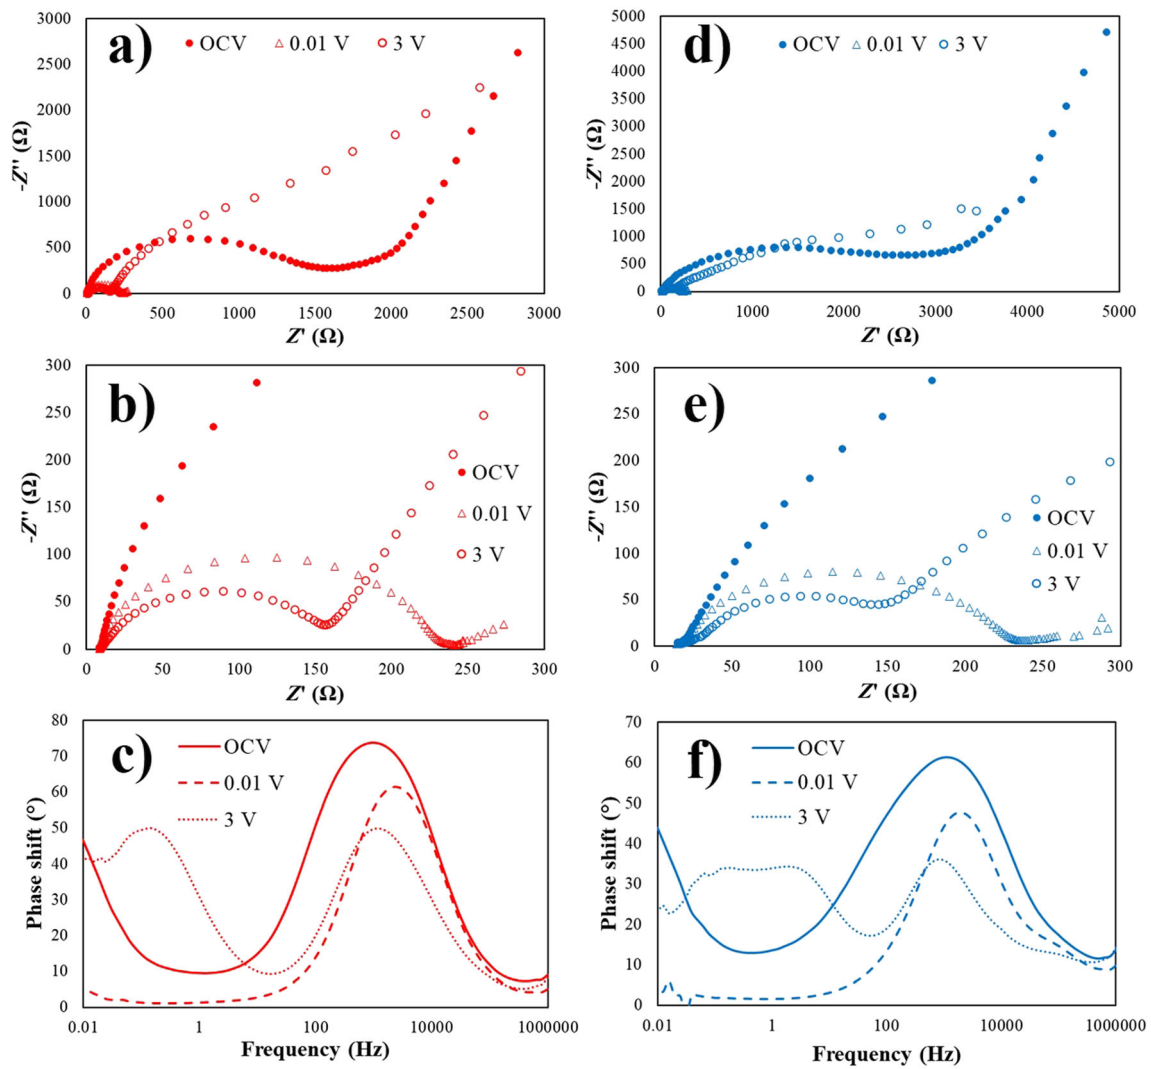 a)
OCV 0.01 V 3 V
3000
2500
2000
1500
1000
500
0
-Z'' (Ω)
0 500 1000 1500 2000 2500 3000
Z' (Ω)
d)
OCV 0.01 V 3 V
5000
4500
4000
3500
3000
2500
2000
1500
1000
500
0
-Z'' (Ω)
0 1000 2000 3000 4000 5000
Z' (Ω)
b)
300
250
200
150
100
50
0
-Z'' (Ω)
OCV
0.01 V
3 V
0 50 100 150 200 250 300
Z' (Ω)
e)
300
250
200
150
100
50
0
-Z'' (Ω)
OCV
0.01 V
3 V
0 50 100 150 200 250 300
Z' (Ω)
c)
OCV
0.01 V
3 V
80
70
60
50
40
30
20
10
0
Phase shift (°)
0.01 1 100 10000 1000000
Frequency (Hz)
f)
OCV
0.01 V
3 V
70
60
50
40
30
20
10
0
Phase shift (°)
0.01 1 100 10000 1000000
Frequency (Hz)